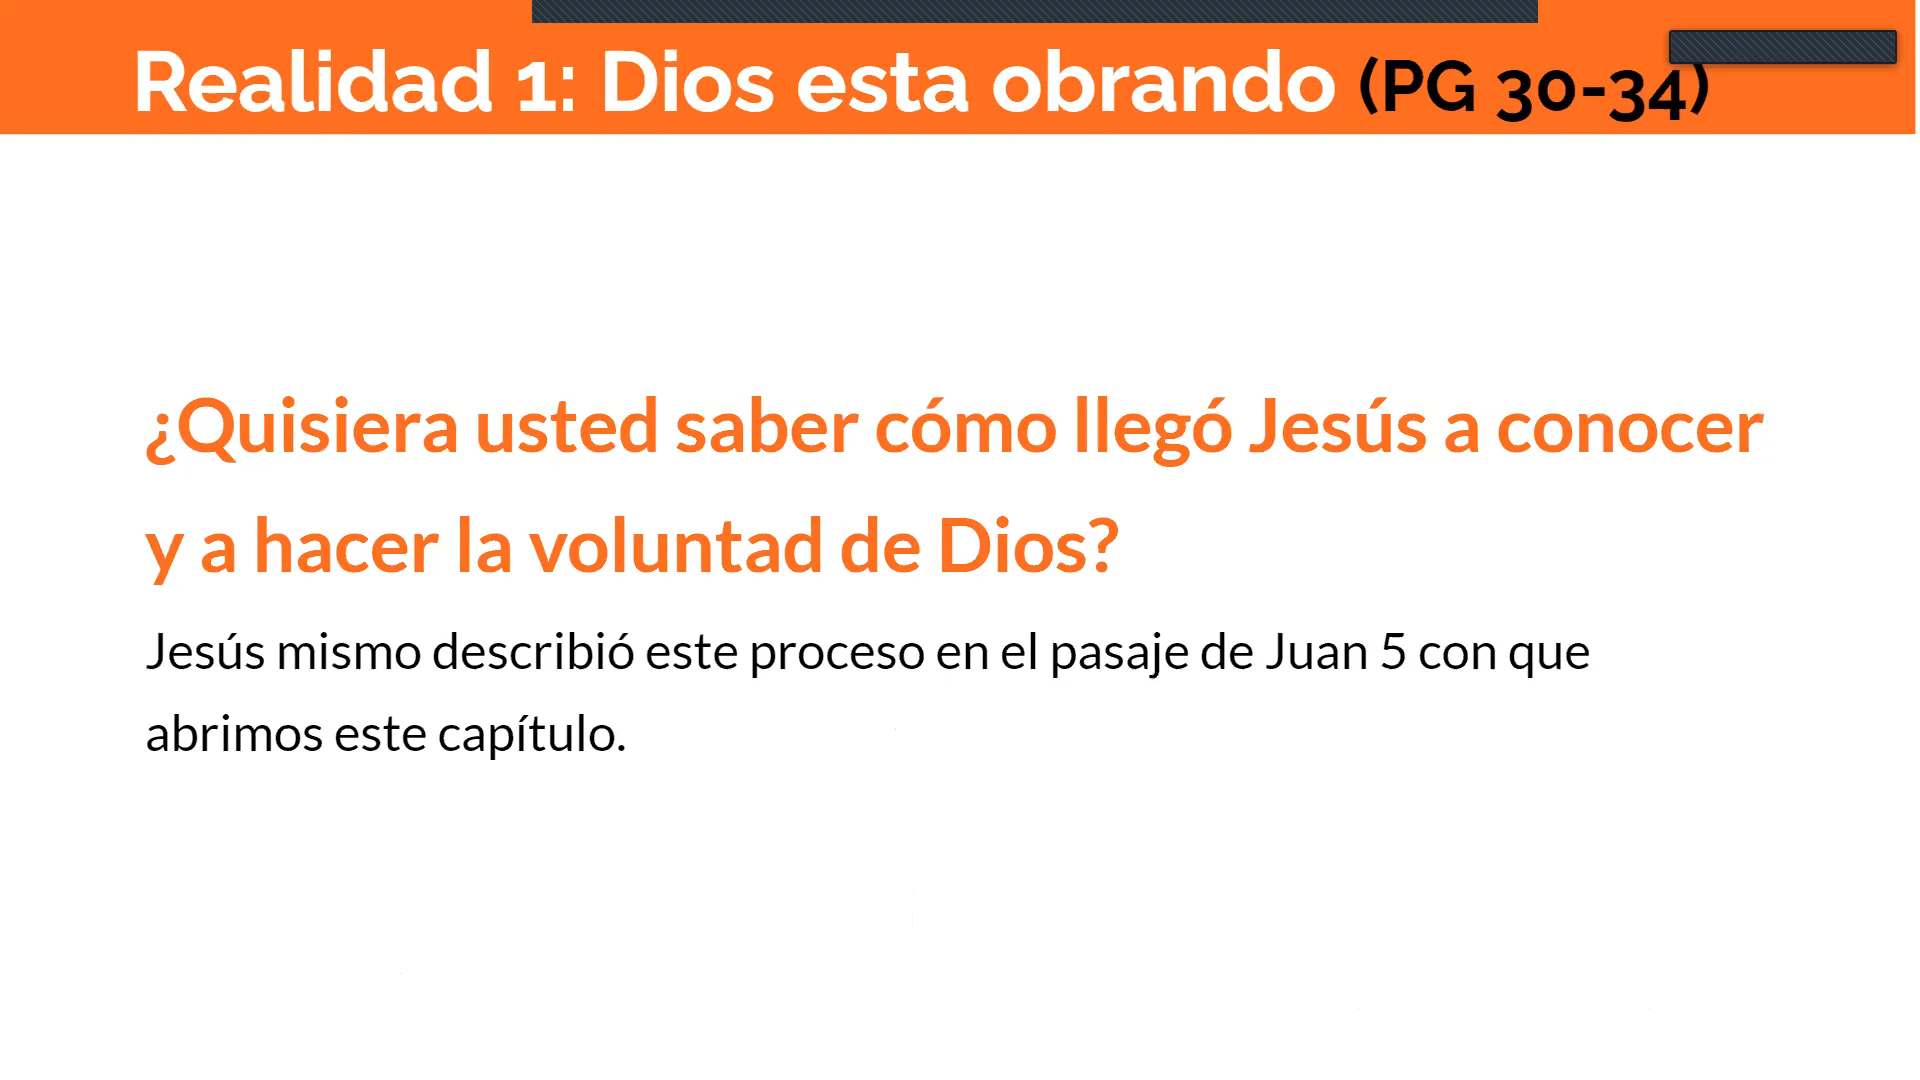 Realidad 1: Dios esta obrando (PG 30-34)
¿Quisiera usted saber cómo llegó Jesús a conocer
y a hacer la voluntad de Dios?
Jesús mismo describió este proceso en el pasaje de Juan 5 con que
abrimos este capítulo.